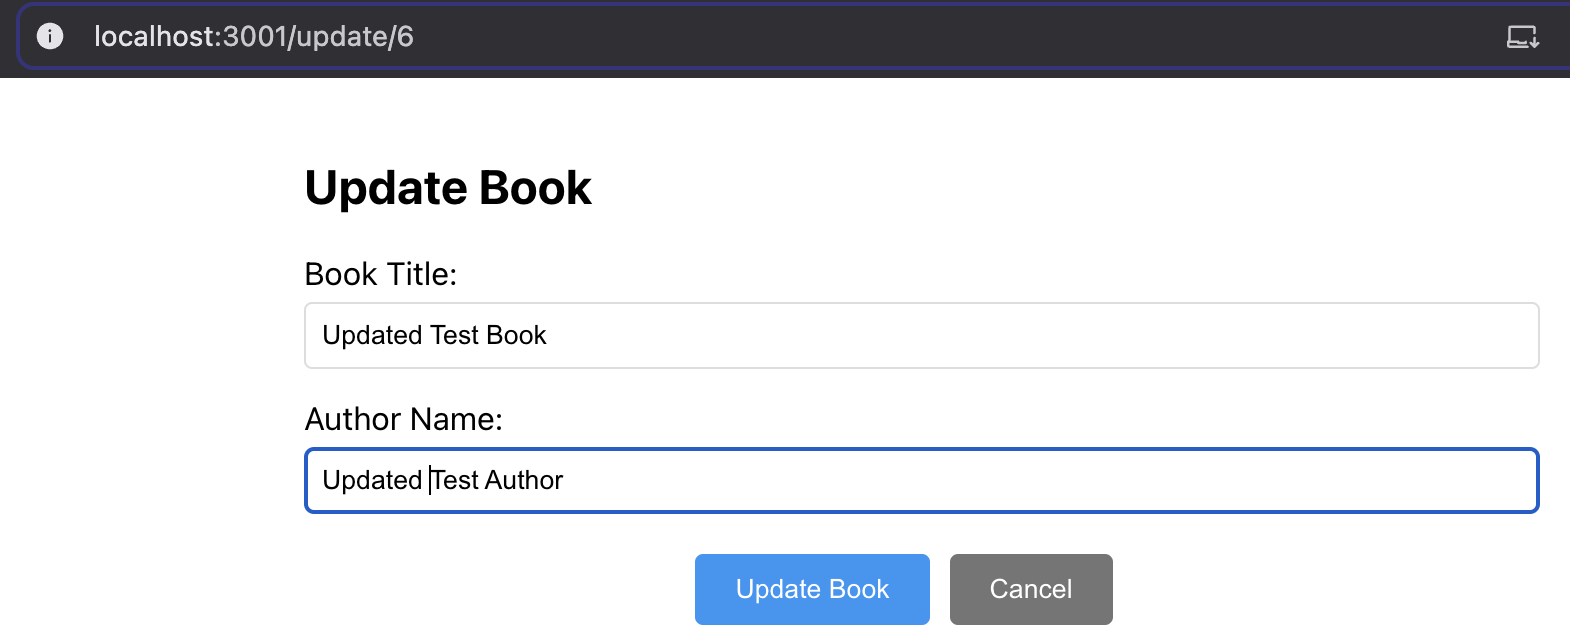 localhost:3001/update/6
Update Book
Book Title:
Updated Test Book
Author Name:
Updated Test Author
Update Book
Cancel